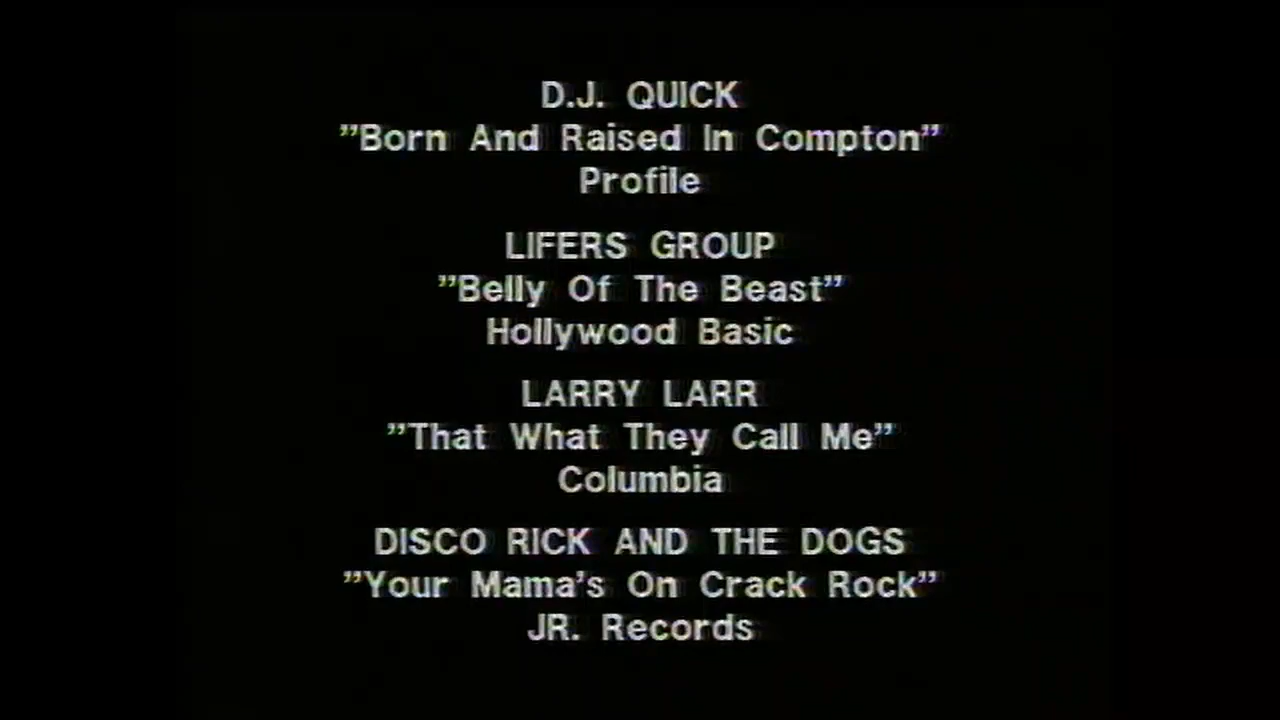 D.J. QUICK
"Born And Raised In Compton"
Profile
LIFERS GROUP
"Belly Of The Beast"
Hollywood Basic
LARRY LARR
"That What They Call Me"
Columbia
DISCO RICK AND THE DOGS
"Your Mama's On Crack Rock"
JR. Records